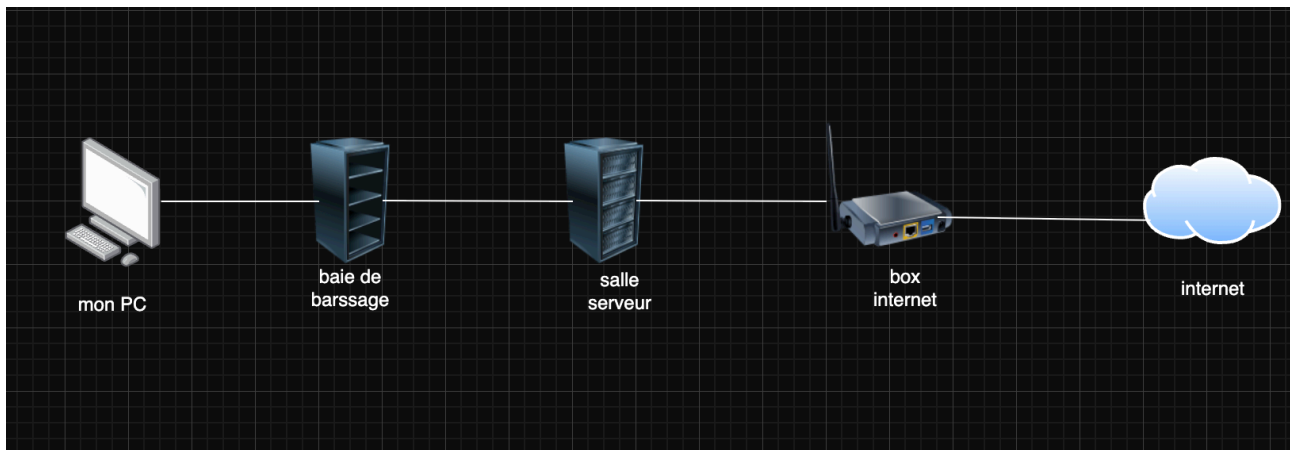 mon PC
baie de
barssage
salle
serveur
box
internet
internet